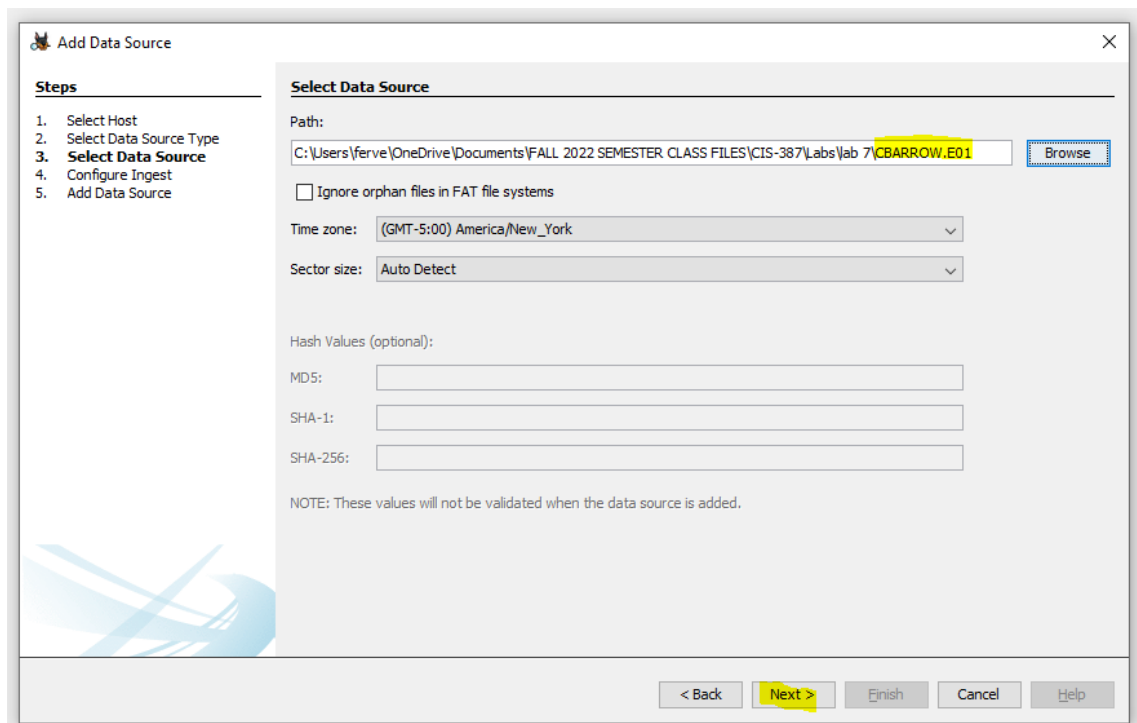 Add Data Source
Steps
1. Select Host
2. Select Data Source Type
3. Select Data Source
4. Configure Ingest
5. Add Data Source
Select Data Source
Path:
C:\Users\ferve\OneDrive\Documents\FALL 2022 SEMESTER CLASS FILES\CIS-387\Labs\lab 7\CBARROW.E01
Browse
Ignore orphan files in FAT file systems
Time zone: (GMT-5:00) America/New_York
Sector size: Auto Detect
Hash Values (optional):
MD5:
SHA-1:
SHA-256:
NOTE: These values will not be validated when the data source is added.
< Back Next > Finish Cancel Help